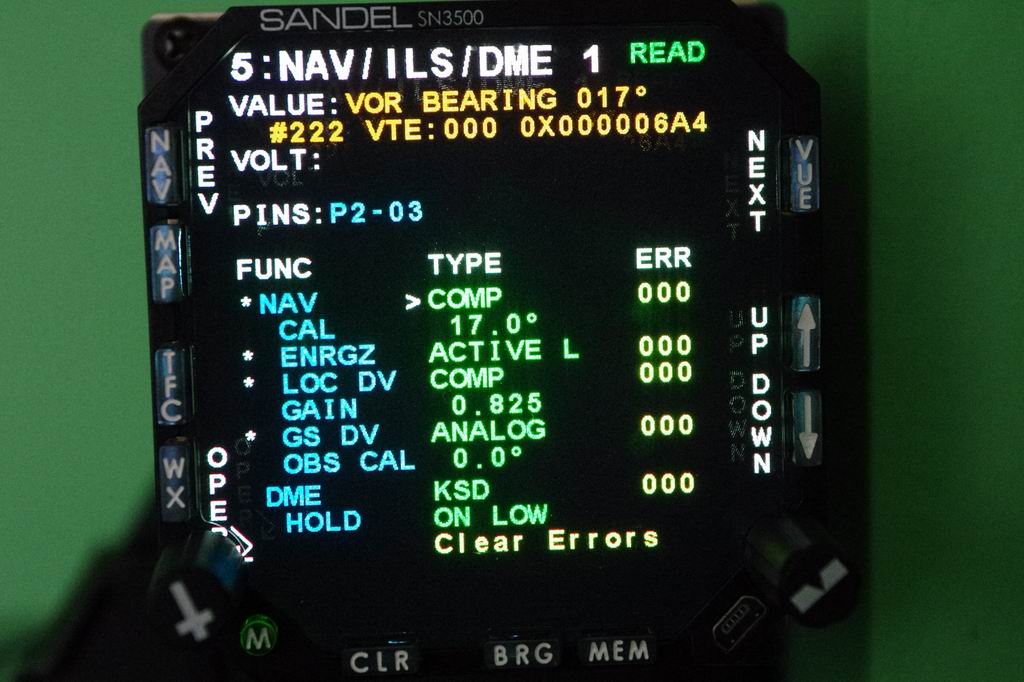 SANDEL SN3500
5:NAV/ILS/DME 1 READ
VALUE:VOR BEARING 017°
#222 VTE:000 0X000006A4
VOLT:
PINS:P2-03
FUNC TYPE ERR
*NAV >COMP 000
CAL 17.0°
* ENRGZ ACTIVE L 000
* LOC DV COMP 000
GAIN 0.825
* GS DV ANALOG 000
OBS CAL 0.0°
DME KSD 000
HOLD ON LOW
Clear Errors
PREV
NAV
MAP
TFC
WX
NEXT
VUE
UP
DOWN
M
CLR
BRG
MEM